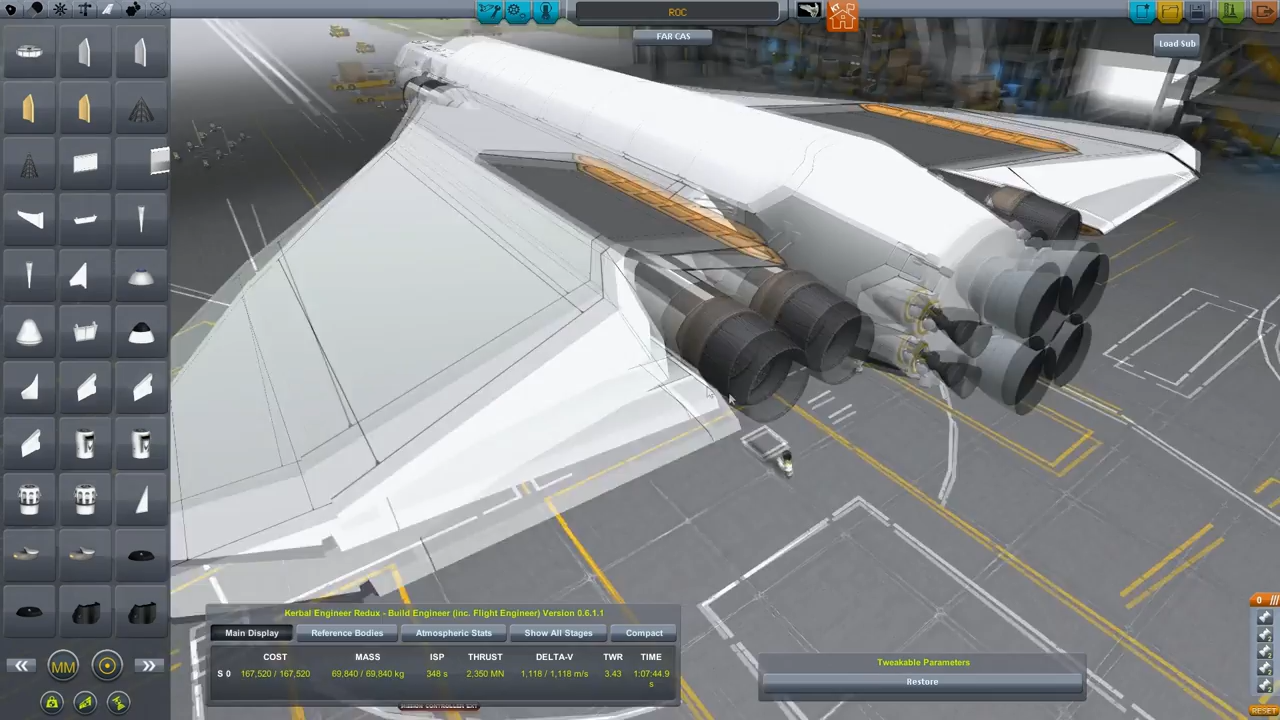 ROC
FAR CAS
Load Sub
MM
Kerbal Engineer Redux - Build Engineer (inc. Flight Engineer) Version 0.6.1.1
Main Display Reference Bodies Atmospheric Stats Show All Stages Compact
COST MASS ISP THRUST DELTA-V TWR TIME
S 0 167,520 / 167,520 69,840 / 69,840 kg 348 s 2,350 MN 1,118 / 1,118 m/s 3.43 1:07:44.9
s
Tweakable Parameters
Restore
0
RESET